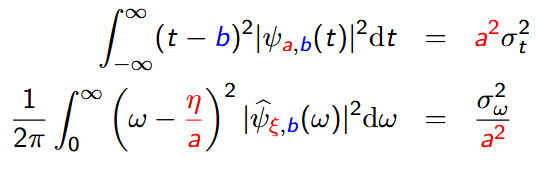 ∫_{-∞}^{∞} (t − b)² |ψ_{a,b}(t)|² dt = a² σ_t²
1/(2π) ∫_0^∞ (ω − η/a)² |ψ̂_{ξ,b}(ω)|² dω = σ_ω²/a²